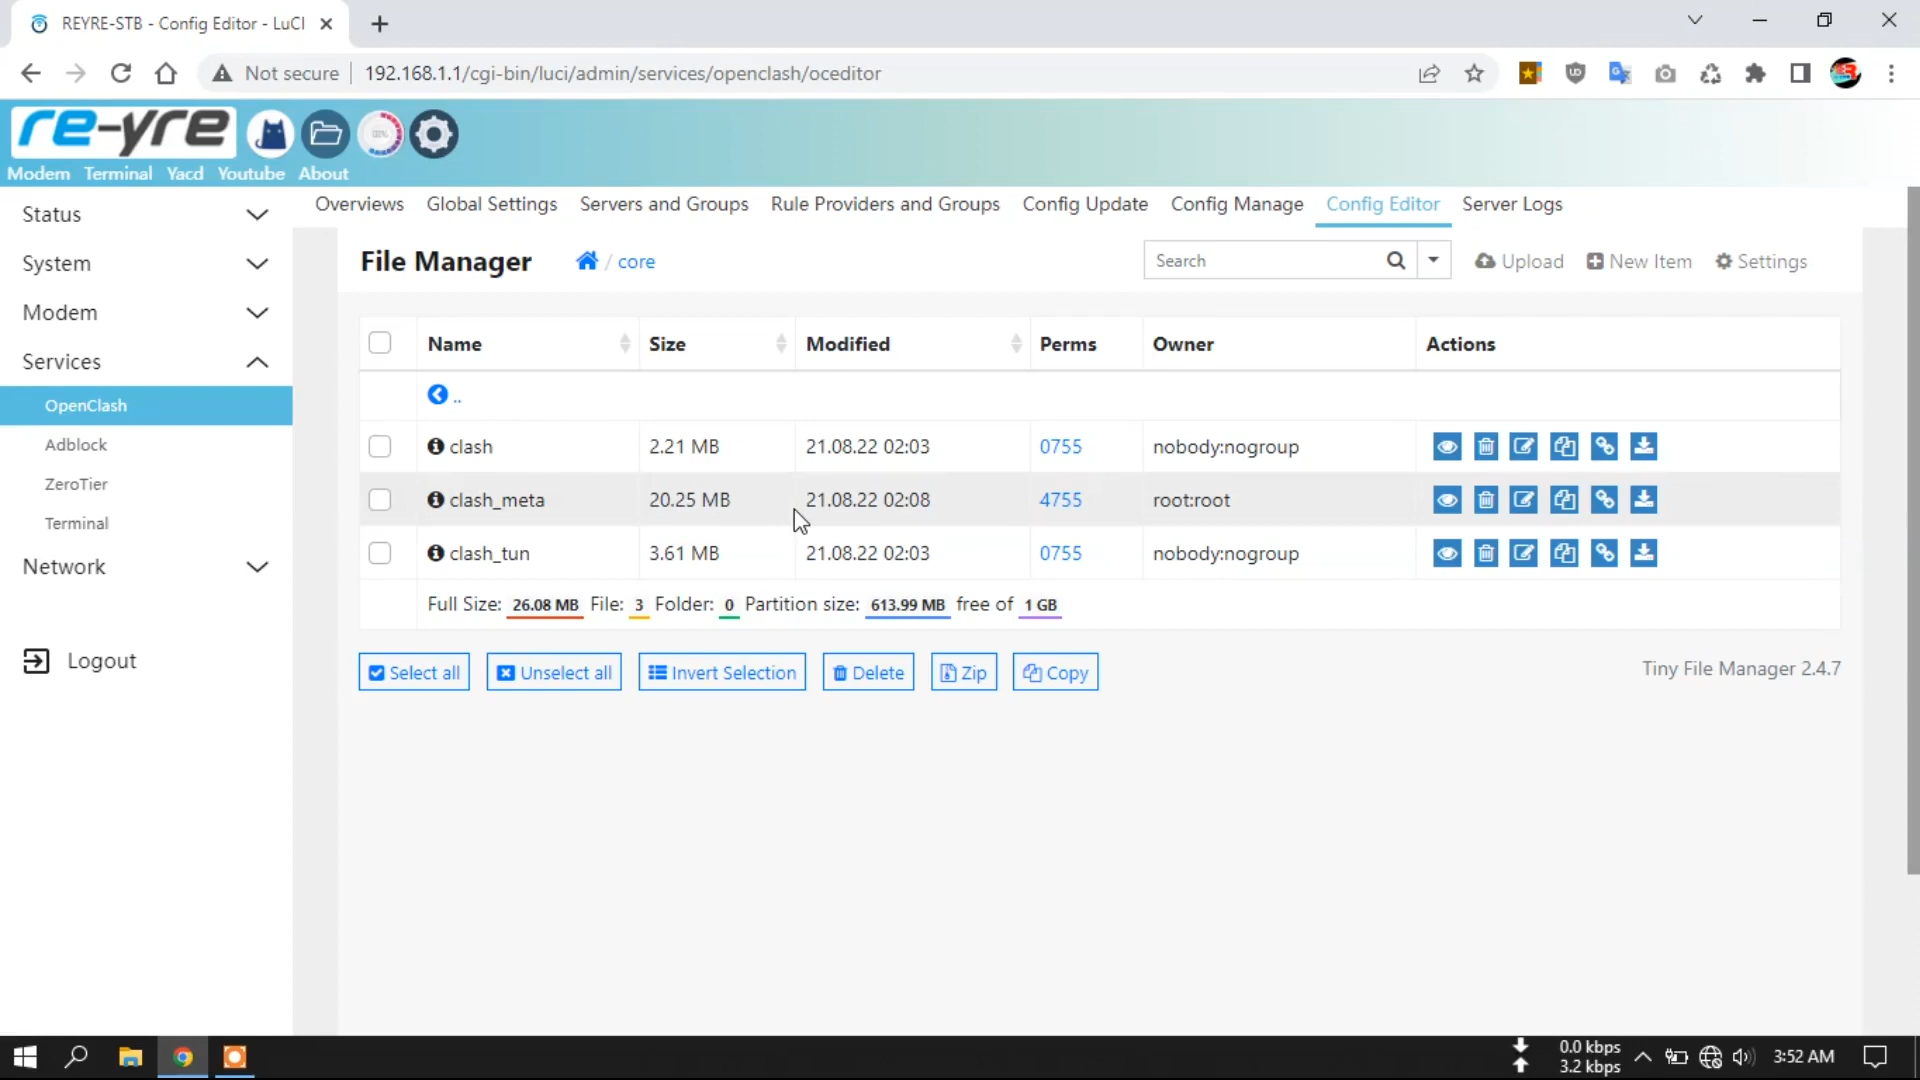 REYRE-STB - Config Editor - LuCI
Not secure 192.168.1.1/cgi-bin/luci/admin/services/openclash/oceditor
re-yre
Modem Terminal Yacd Youtube About
Status
System
Modem
Services
OpenClash
Adblock
ZeroTier
Terminal
Network
Logout
Overviews Global Settings Servers and Groups Rule Providers and Groups Config Update Config Manage Config Editor Server Logs
File Manager / core Search Upload New Item Settings
Name Size Modified Perms Owner Actions
..
clash 2.21 MB 21.08.22 02:03 0755 nobody:nogroup
clash_meta 20.25 MB 21.08.22 02:08 4755 root:root
clash_tun 3.61 MB 21.08.22 02:03 0755 nobody:nogroup
Full Size: 26.08 MB File: 3 Folder: 0 Partition size: 613.99 MB free of 1 GB
Select all Unselect all Invert Selection Delete Zip Copy
Tiny File Manager 2.4.7
0.0 kbps
3.2 kbps
3:52 AM